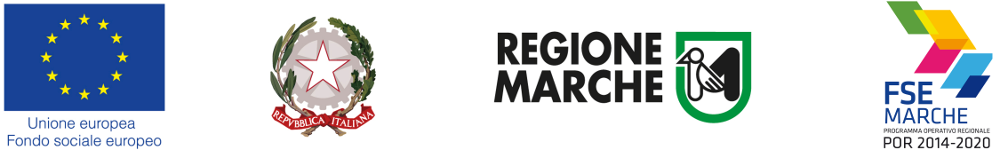 Unione europea
Fondo sociale europeo
REPVBBLICA ITALIANA
REGIONE
MARCHE
FSE
MARCHE
PROGRAMMA OPERATIVO REGIONALE
POR 2014-2020